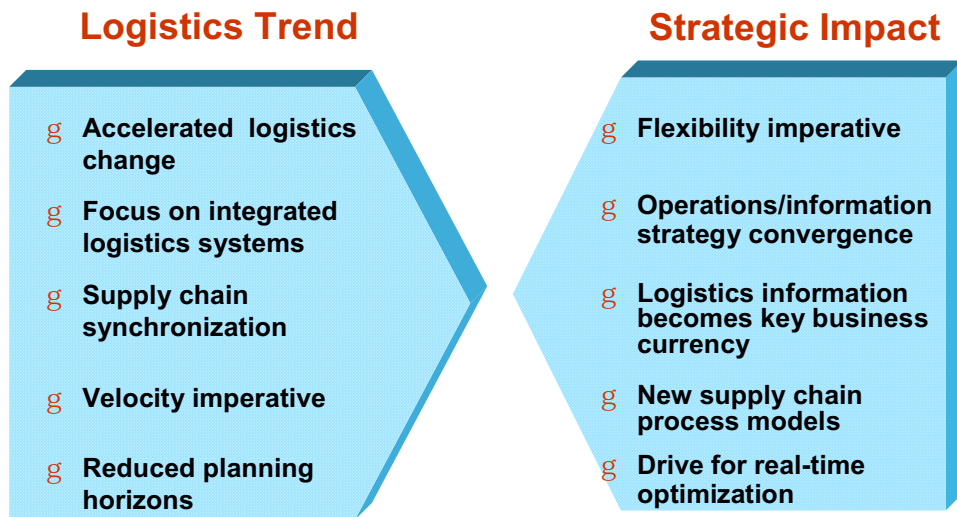 Logistics Trend
g Accelerated logistics
change
g Focus on integrated
logistics systems
g Supply chain
synchronization
g Velocity imperative
g Reduced planning
horizons
Strategic Impact
g Flexibility imperative
g Operations/information
strategy convergence
g Logistics information
becomes key business
currency
g New supply chain
process models
g Drive for real-time
optimization